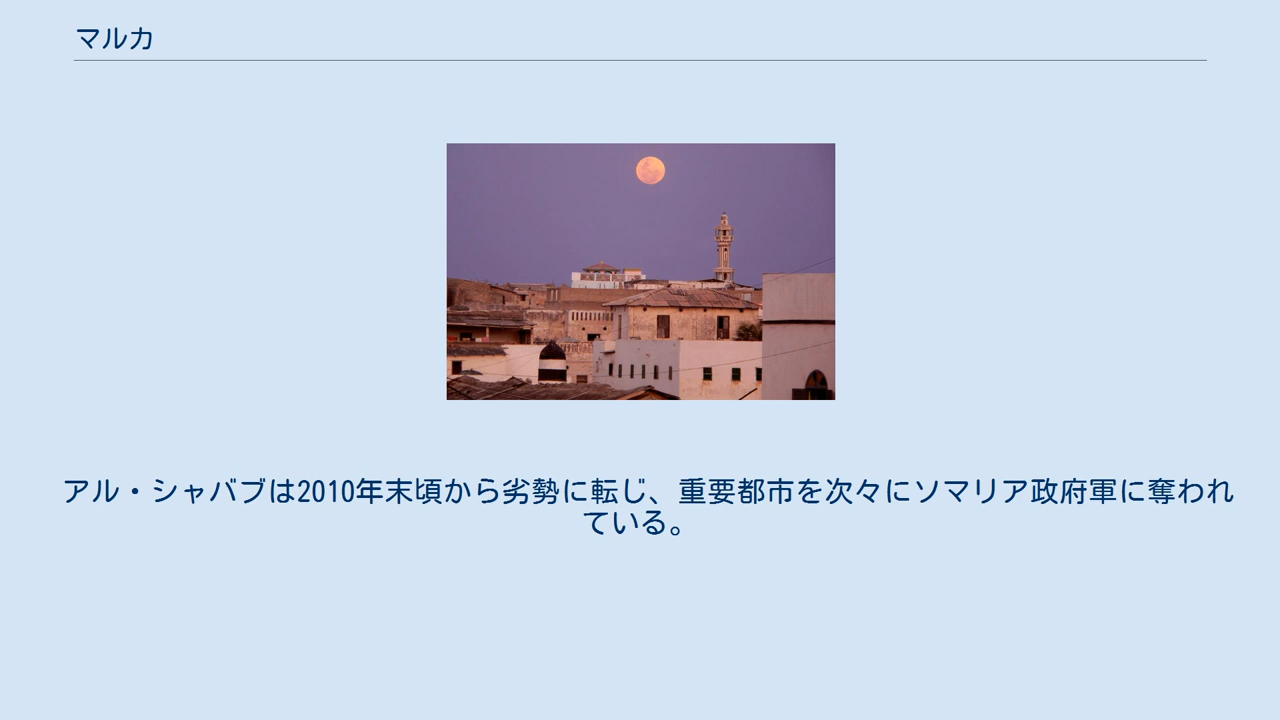 マルカ
アル・シャバブは2010年末頃から劣勢に転じ、重要都市を次々にソマリア政府軍に奪われ
ている。